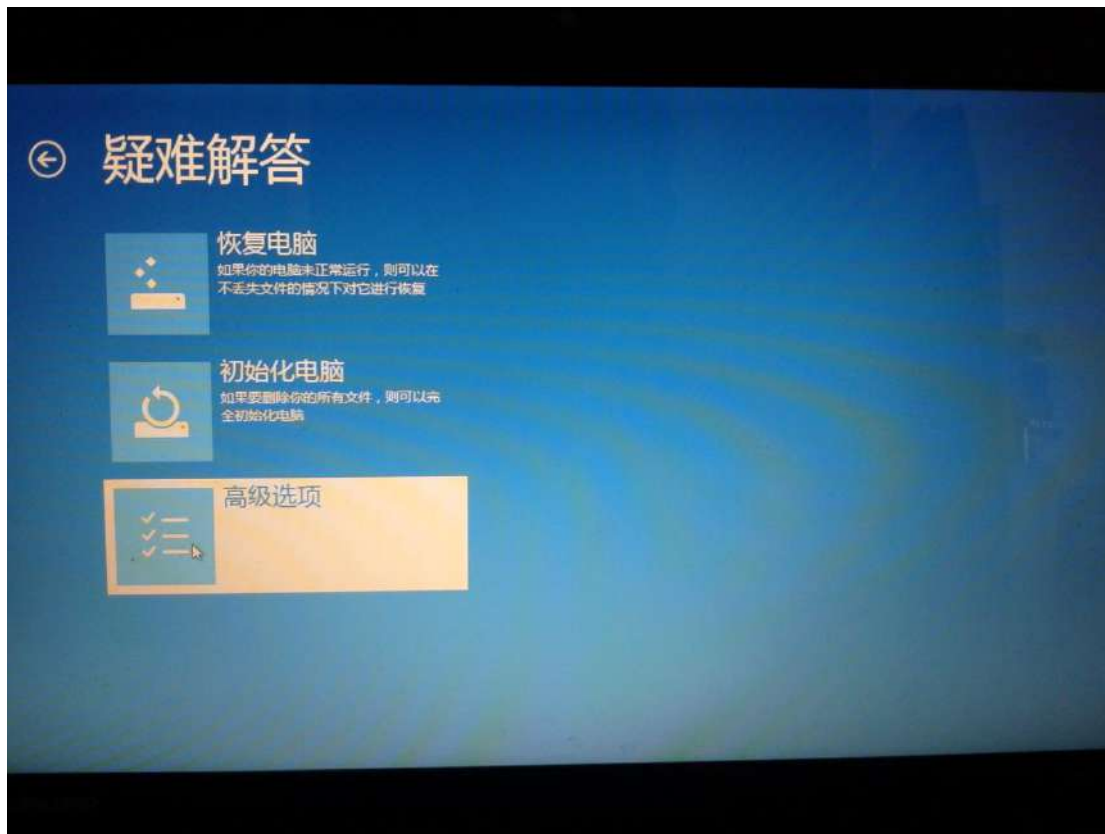 疑难解答
恢复电脑
如果你的电脑未正常运行，则可以在
不丢失文件的情况下对它进行恢复
初始化电脑
如果要删除你的所有文件，则可以完
全初始化电脑
高级选项